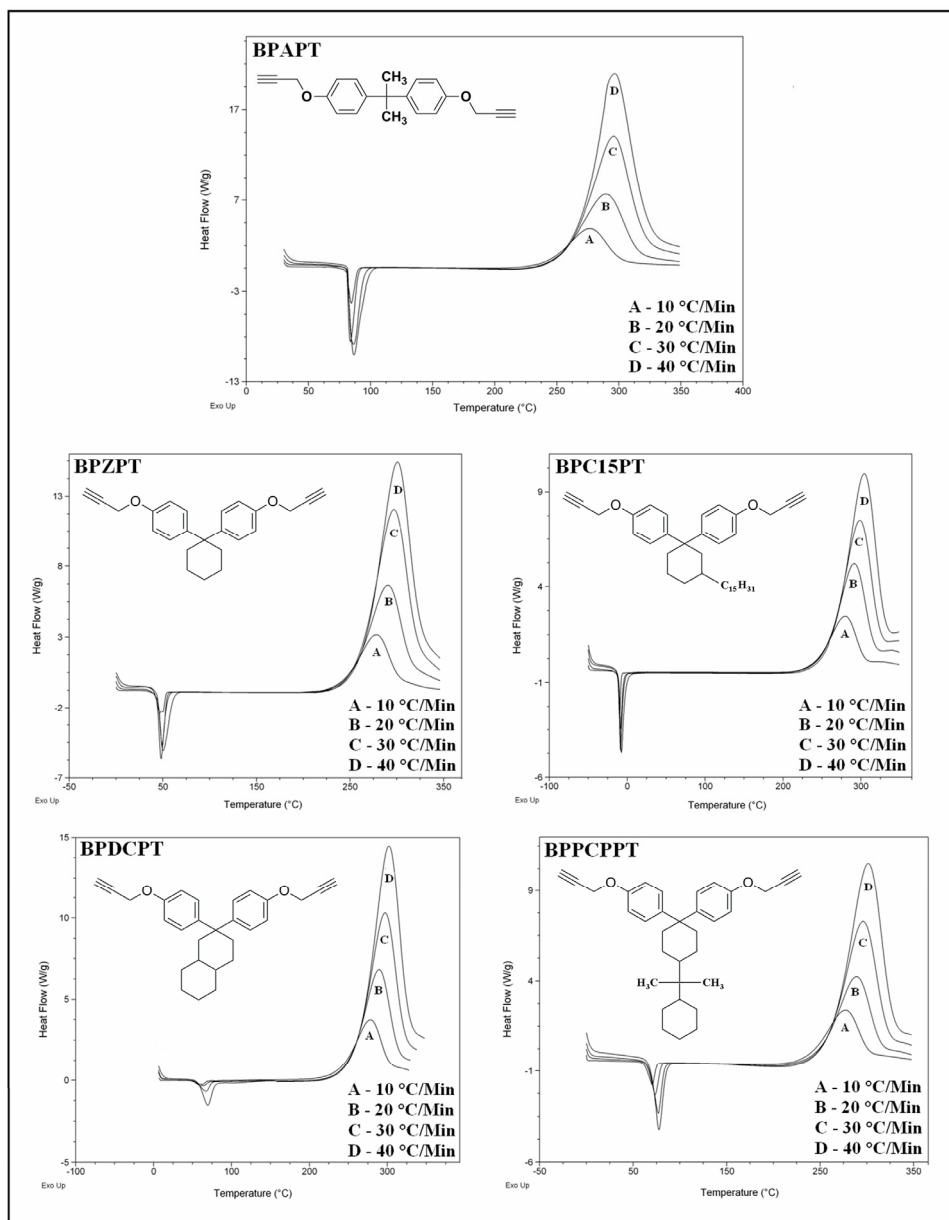 BPAPT
CH₃
O
CH₃
O
17
7
-3
-13
Heat Flow (W/g)
A
B
C
D
A - 10 °C/Min
B - 20 °C/Min
C - 30 °C/Min
D - 40 °C/Min
0 50 100 150 200 250 300 350 400
Exo Up
Temperature (°C)
BPZPT
O
O
13
8
3
-2
-7
Heat Flow (W/g)
A
B
C
D
A - 10 °C/Min
B - 20 °C/Min
C - 30 °C/Min
D - 40 °C/Min
-50 50 150 250 350
Exo Up
Temperature (°C)
BPC15PT
O
O
C₁₅H₃₁
9
4
-1
-6
Heat Flow (W/g)
A
B
C
D
A - 10 °C/Min
B - 20 °C/Min
C - 30 °C/Min
D - 40 °C/Min
-100 0 100 200 300
Exo Up
Temperature (°C)
BPDCPT
O
O
15
10
5
0
-5
Heat Flow (W/g)
A
B
C
D
A - 10 °C/Min
B - 20 °C/Min
C - 30 °C/Min
D - 40 °C/Min
-100 0 100 200 300
Exo Up
Temperature (°C)
BPPCPPT
O
O
H₃C
CH₃
9
4
-1
-6
Heat Flow (W/g)
A
B
C
D
A - 10 °C/Min
B - 20 °C/Min
C - 30 °C/Min
D - 40 °C/Min
-50 50 150 250 350
Exo Up
Temperature (°C)